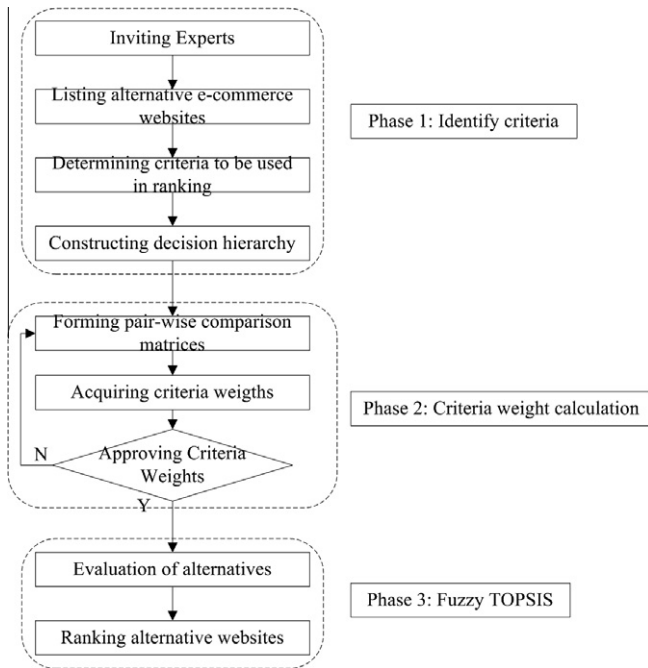 Inviting Experts
Listing alternative e-commerce
websites
Phase 1: Identify criteria
Determining criteria to be used
in ranking
Constructing decision hierarchy
Forming pair-wise comparison
matrices
Acquiring criteria weigths
Phase 2: Criteria weight calculation
N
Approving Criteria
Weights
Y
Evaluation of alternatives
Phase 3: Fuzzy TOPSIS
Ranking alternative websites